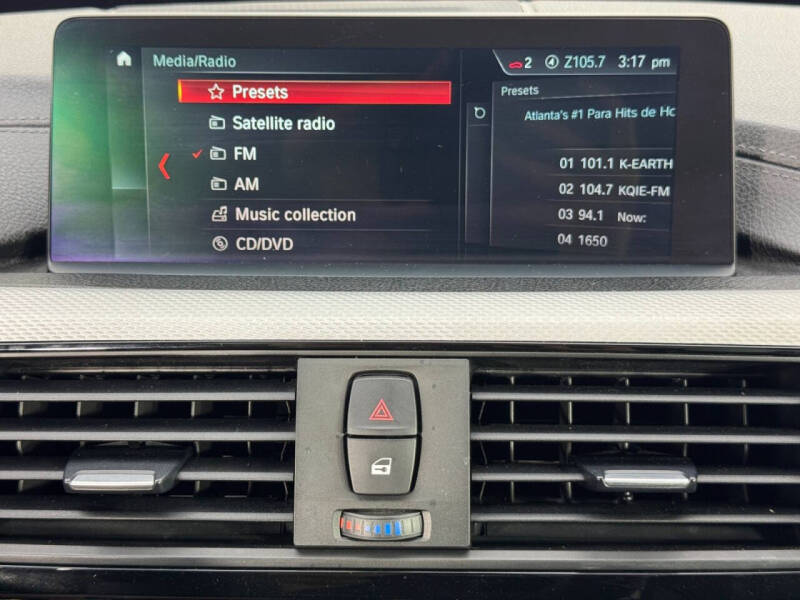 Media/Radio
2 4 Z105.7 3:17 pm
Presets
Satellite radio
FM
AM
Music collection
CD/DVD
Presets
Atlanta's #1 Para Hits de Ho
01 101.1 K-EARTH
02 104.7 KQIE-FM
03 94.1 Now:
04 1650